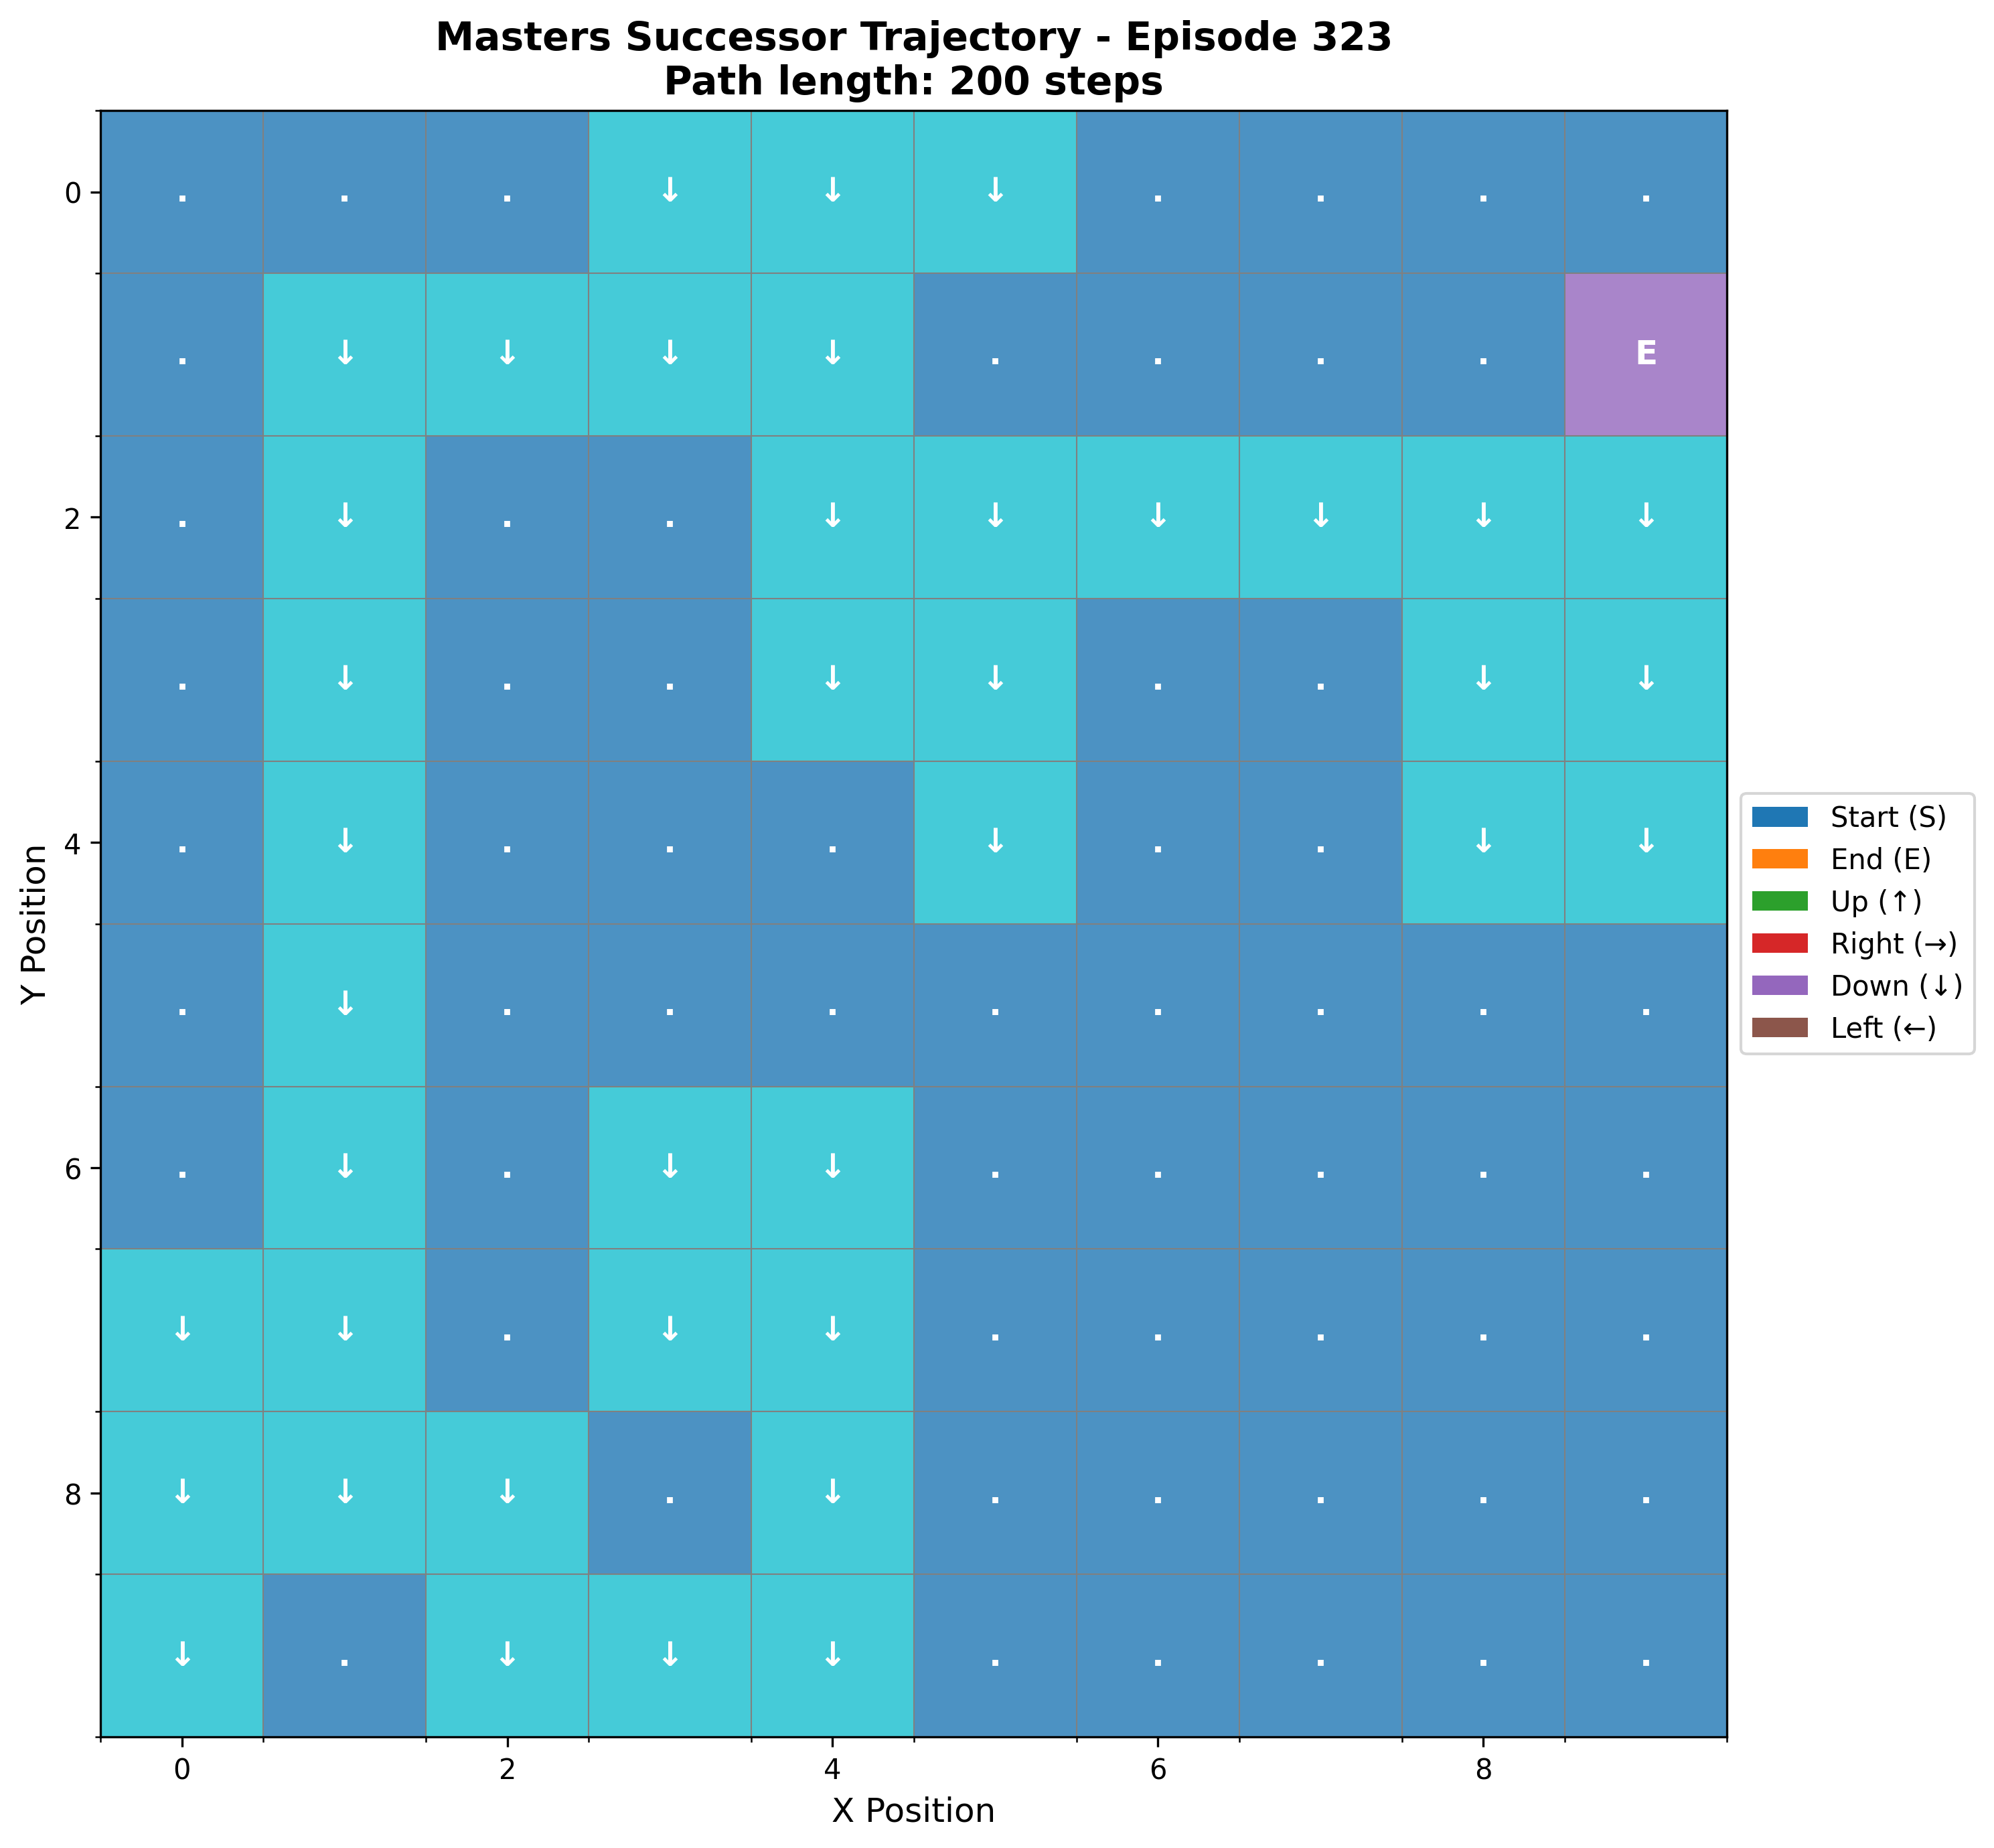 Masters Successor Trajectory - Episode 323
Path length: 200 steps
0 . . . ↓ ↓ ↓ . . . .
. ↓ ↓ ↓ ↓ . . . . E
2 . ↓ . . ↓ ↓ ↓ ↓ ↓ ↓
. ↓ . . ↓ ↓ . . ↓ ↓
4 . ↓ . . . ↓ . . ↓ ↓
. ↓ . . . . . . . .
6 . ↓ . ↓ ↓ . . . . .
↓ ↓ . ↓ ↓ . . . . .
8 ↓ ↓ ↓ . ↓ . . . . .
↓ . ↓ ↓ ↓ . . . . .
0 2 4 6 8
X Position
Y Position
Start (S)
End (E)
Up (↑)
Right (→)
Down (↓)
Left (←)